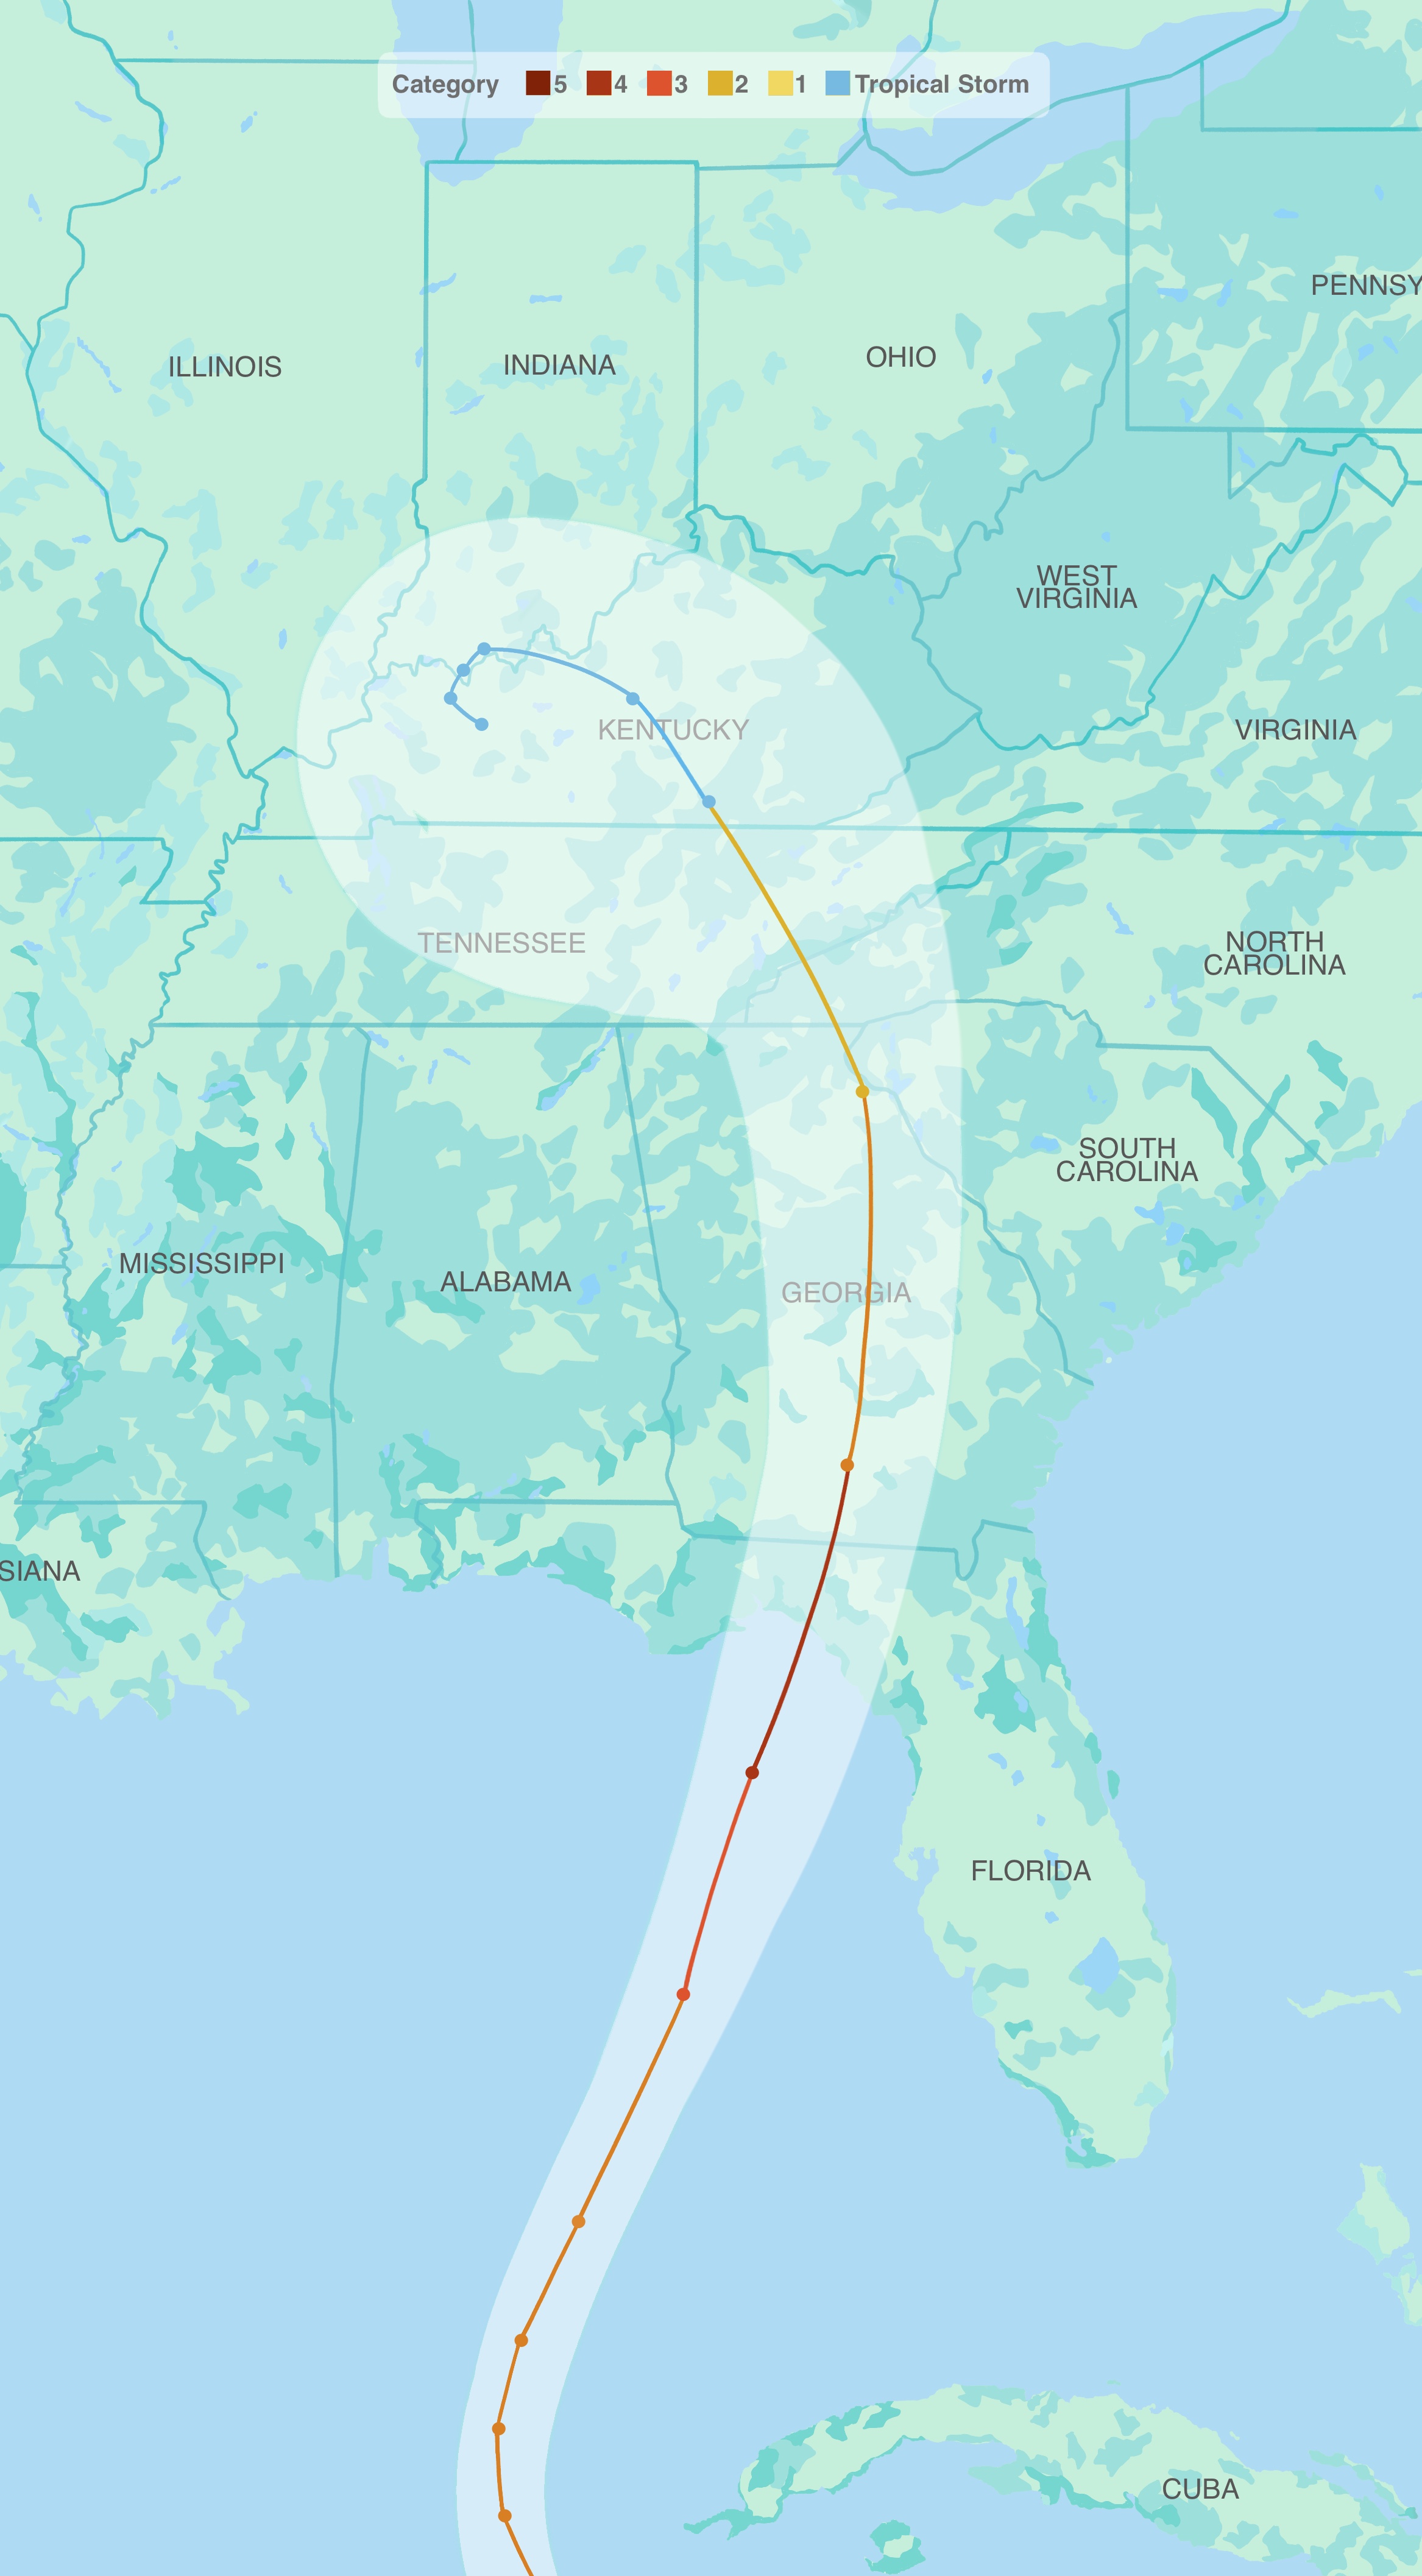 Category 5 4 3 2 1 Tropical Storm
PENNSY
ILLINOIS
INDIANA
OHIO
WEST
VIRGINIA
KENTUCKY
VIRGINIA
TENNESSEE
NORTH
CAROLINA
SOUTH
CAROLINA
MISSISSIPPI
ALABAMA
GEORGIA
SIANA
FLORIDA
CUBA